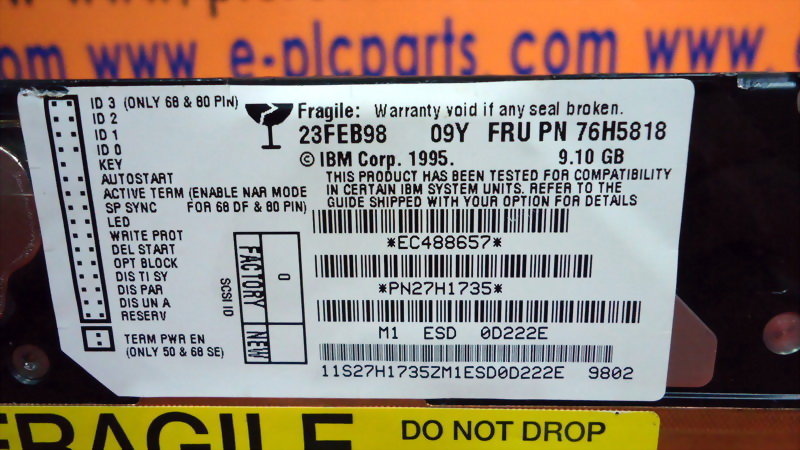 om www.e-plcparts.com www.
ID 3 (ONLY 68 & 80 PIN)
ID 2
ID 1
ID 0
KEY
AUTOSTART
ACTIVE TERM (ENABLE NAR MODE
SP SYNC FOR 68 DF & 80 PIN)
LED
WRITE PROT
DEL START
OPT BLOCK
DIS TI SY
DIS PAR
DIS UN A
RESERV
TERM PWR EN
(ONLY 50 & 68 SE)
SCSI ID
FACTORY 0
NEW
Fragile: Warranty void if any seal broken.
23FEB98 09Y FRU PN 76H5818
© IBM Corp. 1995. 9.10 GB
THIS PRODUCT HAS BEEN TESTED FOR COMPATIBILITY
IN CERTAIN IBM SYSTEM UNITS. REFER TO THE
GUIDE SHIPPED WITH YOUR OPTION FOR DETAILS
*EC488657*
*PN27H1735*
M1 ESD 0D222E
11S27H1735ZM1ESD0D222E 9802
FRAGILE DO NOT DROP